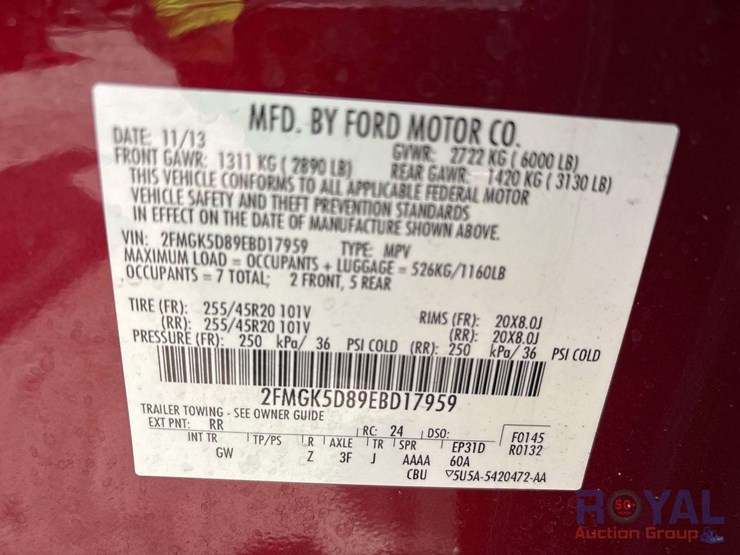 MFD. BY FORD MOTOR CO.
DATE: 11/13 GVWR: 2722 KG ( 6000 LB)
FRONT GAWR: 1311 KG ( 2890 LB) REAR GAWR: 1420 KG ( 3130 LB)
THIS VEHICLE CONFORMS TO ALL APPLICABLE FEDERAL MOTOR
VEHICLE SAFETY AND THEFT PREVENTION STANDARDS
IN EFFECT ON THE DATE OF MANUFACTURE SHOWN ABOVE.
VIN: 2FMGK5D89EBD17959 TYPE: MPV
MAXIMUM LOAD = OCCUPANTS + LUGGAGE = 526KG/1160LB
OCCUPANTS = 7 TOTAL; 2 FRONT, 5 REAR
TIRE (FR): 255/45R20 101V RIMS (FR): 20X8.0J
(RR): 255/45R20 101V (RR): 20X8.0J
PRESSURE (FR): 250 kPa/ 36 PSI COLD (RR): 250 kPa/ 36 PSI COLD
2FMGK5D89EBD17959
TRAILER TOWING - SEE OWNER GUIDE
EXT PNT: RR RC: 24 DSO: F0145
INT TR TP/PS R AXLE TR SPR EP31D R0132
GW Z 3F J AAAA 60A
CBU 5U5A-5420472-AA
ROYAL
Auction Group